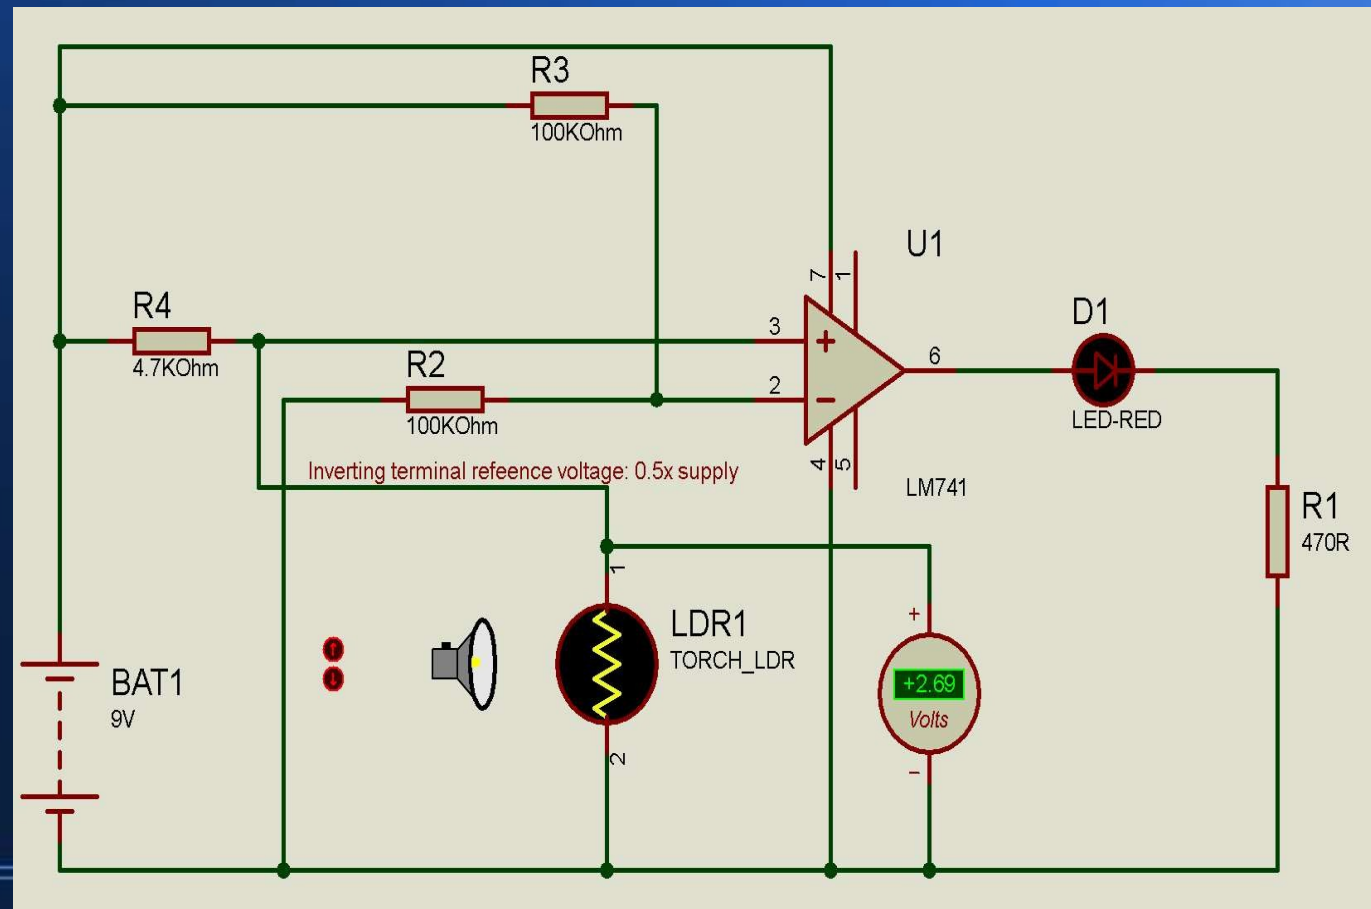 R3
100KOhm
U1
7
1
R4
4.7KOhm
3
+
D1
R2
100KOhm
2
−
6
LED-RED
Inverting terminal refeence voltage: 0.5x supply
4
5
LM741
R1
470R
1
LDR1
TORCH_LDR
+
BAT1
9V
+2.69
Volts
−
2